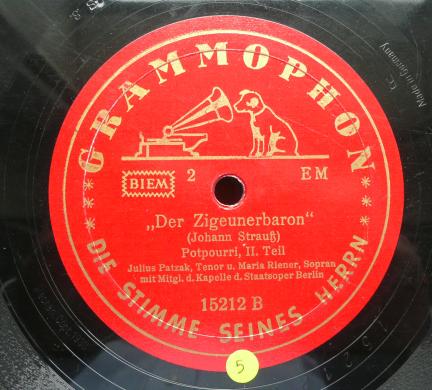 GRAMMOPHON
BIEM 2 EM
„Der Zigeunerbaron“
(Johann Strauß)
Potpourri, II. Teil
Julius Patzak, Tenor u. Maria Riener, Sopran
mit Mitgl. d. Kapelle d. Staatsoper Berlin
15212 B
DIE STIMME SEINES HERRN
5
Made in Germany